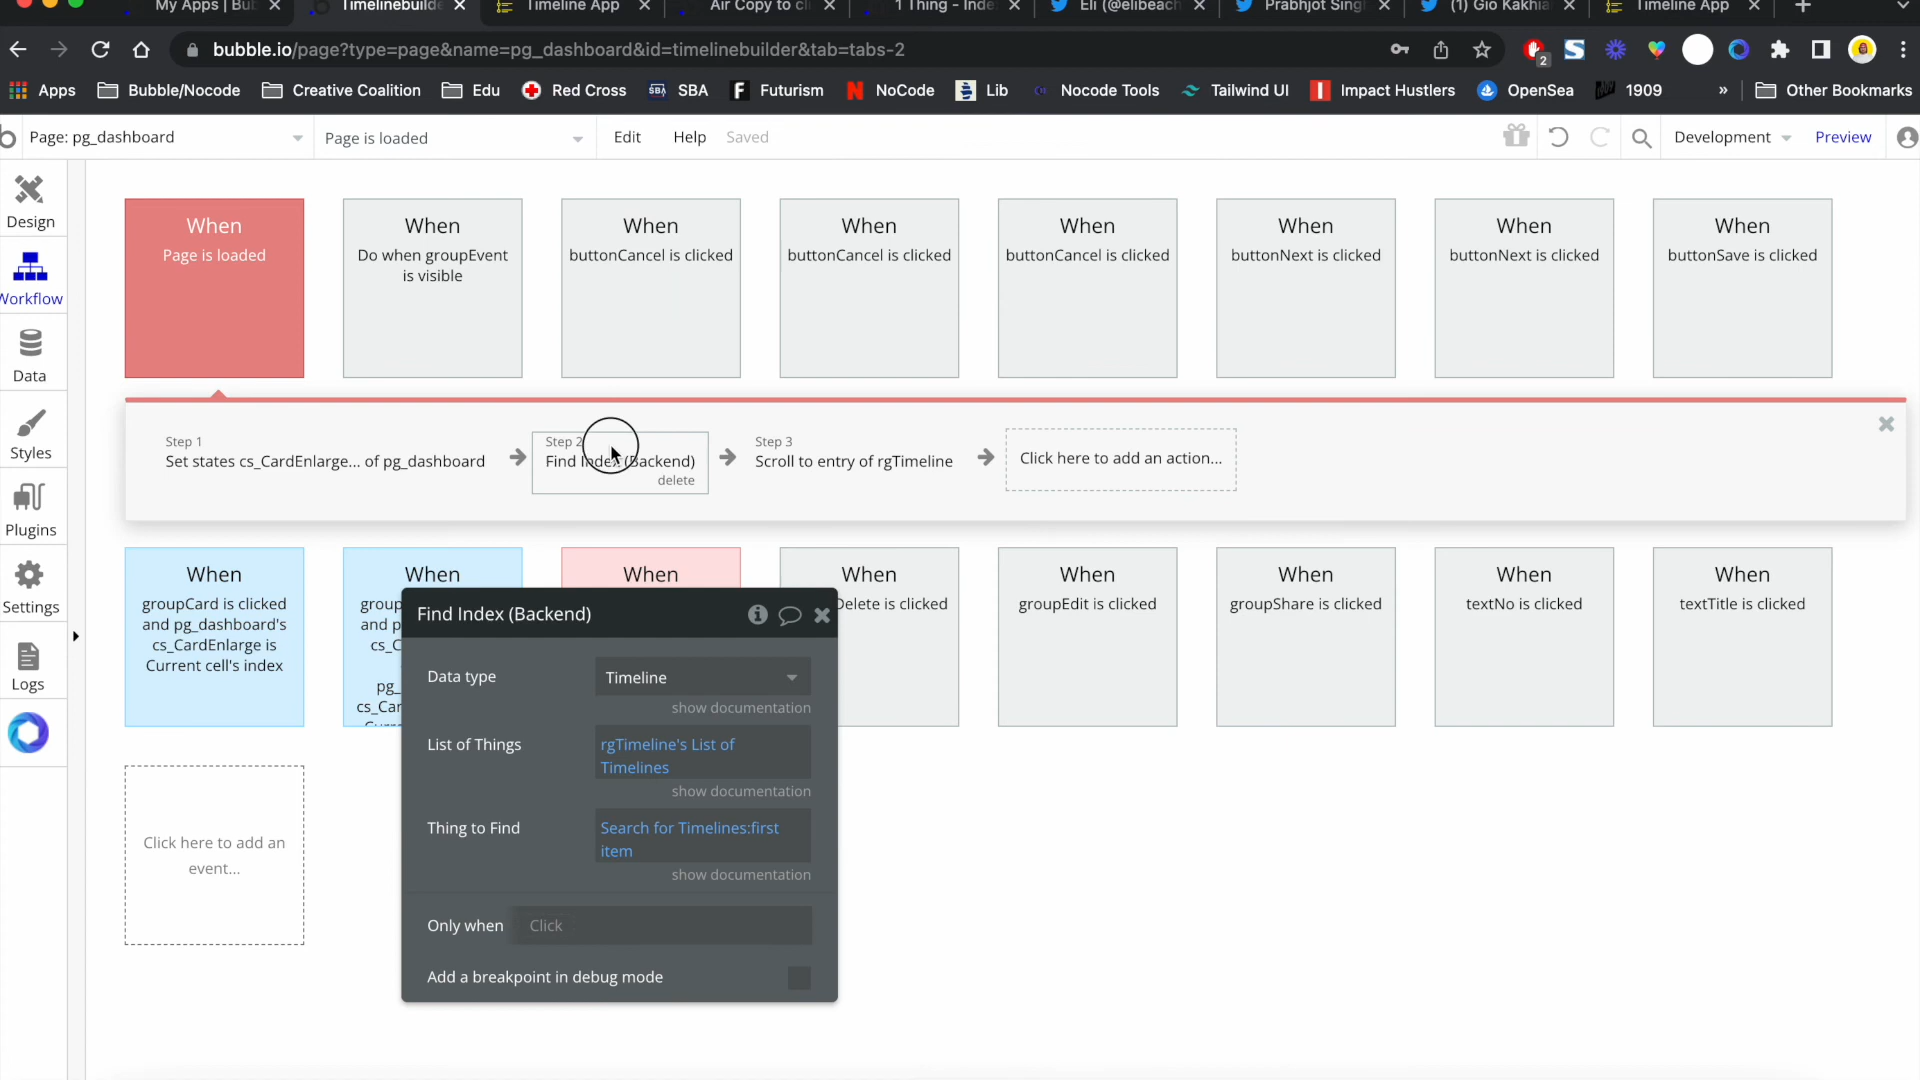 My Apps | Bub
Timelinebuilde
Timeline App
Air Copy to cli
1 Thing - Inde
Eli (@elibeach
Prabhjot Singh
(1) Gio Kakhia
Timeline App
bubble.io/page?type=page&name=pg_dashboard&id=timelinebuilder&tab=tabs-2
2
Apps
Bubble/Nocode
Creative Coalition
Edu
Red Cross
SBA
SBA
Futurism
NoCode
Lib
Nocode Tools
Tailwind UI
Impact Hustlers
OpenSea
1909
»
Other Bookmarks
Page: pg_dashboard
Page is loaded
Edit
Help
Saved
Development
Preview
Design
Workflow
Data
Styles
Plugins
Settings
Logs
When
Page is loaded
When
Do when groupEvent
is visible
When
buttonCancel is clicked
When
buttonCancel is clicked
When
buttonCancel is clicked
When
buttonNext is clicked
When
buttonNext is clicked
When
buttonSave is clicked
Step 1
Set states cs_CardEnlarge... of pg_dashboard
Step 2
Find Index (Backend)
delete
Step 3
Scroll to entry of rgTimeline
Click here to add an action...
When
groupCard is clicked
and pg_dashboard's
cs_CardEnlarge is
Current cell's index
When
group
and p
cs_C
pg_
cs_Car
When
When
Delete is clicked
When
groupEdit is clicked
When
groupShare is clicked
When
textNo is clicked
When
textTitle is clicked
Click here to add an
event...
Find Index (Backend)
Data type
Timeline
show documentation
List of Things
rgTimeline's List of
Timelines
show documentation
Thing to Find
Search for Timelines:first
item
show documentation
Only when
Click
Add a breakpoint in debug mode